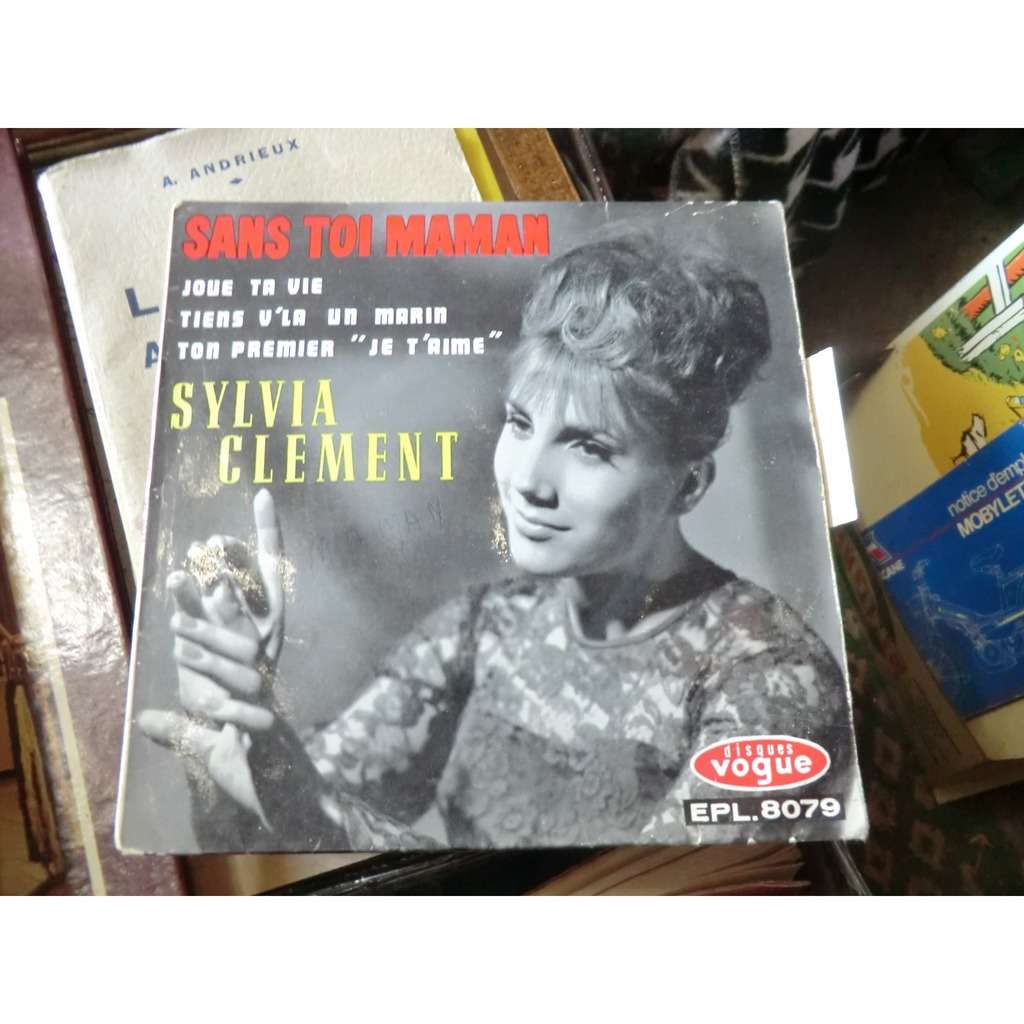 A. ANDRIEUX
L
A
SANS TOI MAMAN
JOUE TA VIE
TIENS V'LA UN MARIN
TON PREMIER "JE T'AIME"
SYLVIA
CLEMENT
disques
vogue
EPL.8079
notice d'empl
MOBYLET
CANE